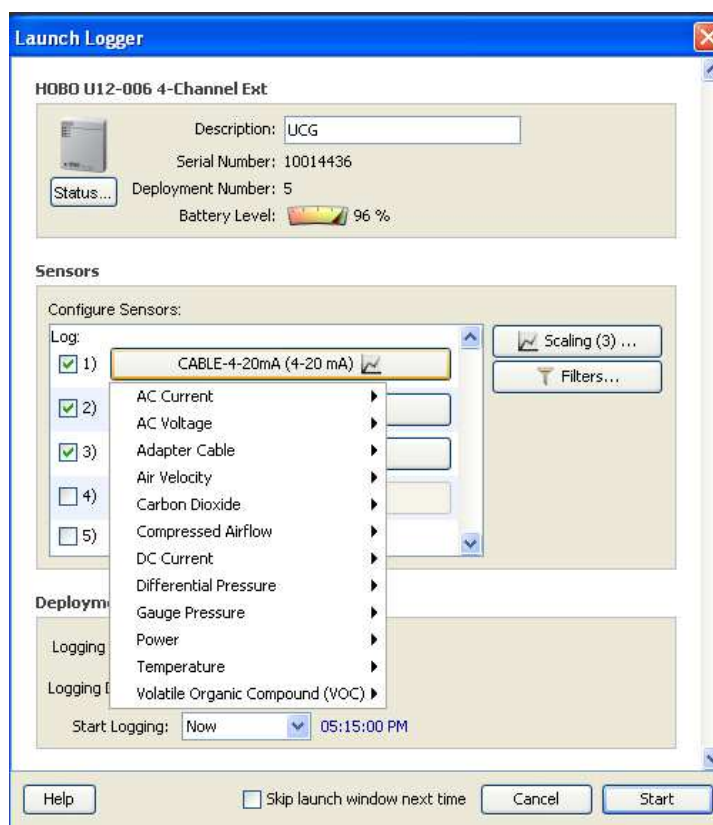 Launch Logger
HOBO U12-006 4-Channel Ext
Description: UCG
Serial Number: 10014436
Status... Deployment Number: 5
Battery Level: 96 %
Sensors
Configure Sensors:
Log:
1) CABLE-4-20mA (4-20 mA)
Scaling (3) ...
Filters...
2)
3)
4)
5)
AC Current
AC Voltage
Adapter Cable
Air Velocity
Carbon Dioxide
Compressed Airflow
DC Current
Differential Pressure
Gauge Pressure
Power
Temperature
Volatile Organic Compound (VOC)
Deploym
Logging
Logging
Start Logging: Now 05:15:00 PM
Help Skip launch window next time Cancel Start